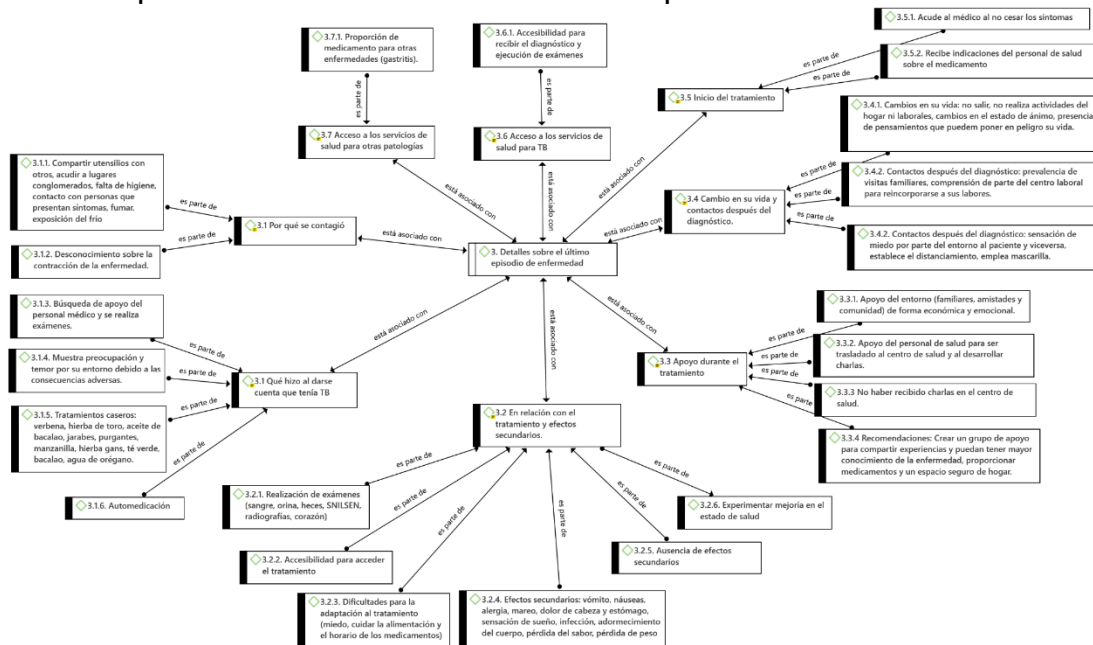 3.7.1. Proporción de
medicamento para otras
enfermedades (gastritis).
3.6.1. Accesibilidad para
recibir el diagnóstico y
ejecución de exámenes
3.5.1. Acude al médico al no cesar los síntomas
3.5.2. Recibe indicaciones del personal de salud
sobre el medicamento
es parte de
es parte de
es parte de
es parte de
3.5 Inicio del tratamiento
3.4.1. Cambios en su vida: no salir, no realiza actividades del
hogar ni laborales, cambios en el estado de ánimo, presencia
de pensamientos que puedem poner en peligro su vida.
3.7 Acceso a los servicios de
salud para otras patologías
3.6 Acceso a los servicios de
salud para TB
3.1.1. Compartir utensilios con
otros, acudir a lugares
conglomerados, falta de higiene,
contacto con personas que
presentan síntomas, fumar,
exposición del frío
está asociado con
está asociado con
está asociado con
es parte de
es parte de
es parte de
3.4.2. Contactos después del diagnóstico: prevalencia de
visitas familiares, comprensión de parte del centro laboral
para reincorporarse a sus labores.
3.4 Cambio en su vida y
contactos después del
diagnóstico.
es parte de
3.1 Por qué se contagió
está asociado con
está asociado con
3.4.2. Contactos después del diagnóstico: sensación de
miedo por parte del entorno al paciente y viceversa,
establece el distanciamiento, emplea mascarilla.
3.1.2. Desconocimiento sobre la
contracción de la enfermedad.
es parte de
3. Detalles sobre el último
episodio de enfermedad
3.1.3. Búsqueda de apoyo del
personal médico y se realiza
exámenes.
está asociado con
está asociado con
está asociado con
3.3.1. Apoyo del entorno (familiares, amistades y
comunidad) de forma económica y emocional.
3.1.4. Muestra preocupación y
temor por su entorno debido a las
consecuencias adversas.
es parte de
es parte de
3.1 Qué hizo al darse
cuenta que tenía TB
3.3 Apoyo durante el
tratamiento
es parte de
es parte de
3.3.2. Apoyo del personal de salud para ser
trasladado al centro de salud y al desarrollar
charlas.
es parte de
3.3.3 No haber recibido charlas en el centro de
salud.
3.1.5. Tratamientos caseros:
verbena, hierba de toro, aceite de
bacalao, jarabes, purgantes,
manzanilla, hierba gans, té verde,
bacalao, agua de orégano.
es parte de
es parte de
3.2 En relación con el
tratamiento y efectos
secundarios.
es parte
3.3.4 Recomendaciones: Crear un grupo de apoyo
para compartir experiencias y puedan tener mayor
conocimiento de la enfermedad, proporcionar
medicamentos y un espacio seguro de hogar.
3.1.6. Automedicación
es parte de
es parte de
es parte de
es parte de
es parte de
es parte de
3.2.1. Realización de exámenes
(sangre, orina, heces, SNILSEN,
radiografías, corazón)
3.2.6. Experimentar mejoría en el
estado de salud
3.2.2. Accesibilidad para acceder
el tratamiento
3.2.5. Ausencia de efectos
secundarios
3.2.3. Dificultades para la
adaptación al tratamiento
(miedo, cuidar la alimentación y
el horario de los medicamentos)
3.2.4. Efectos secundarios: vómito, náuseas,
alergia, mareo, dolor de cabeza y estómago,
sensación de sueño, infección, adormecimiento
del cuerpo, pérdida del sabor, pérdida de peso